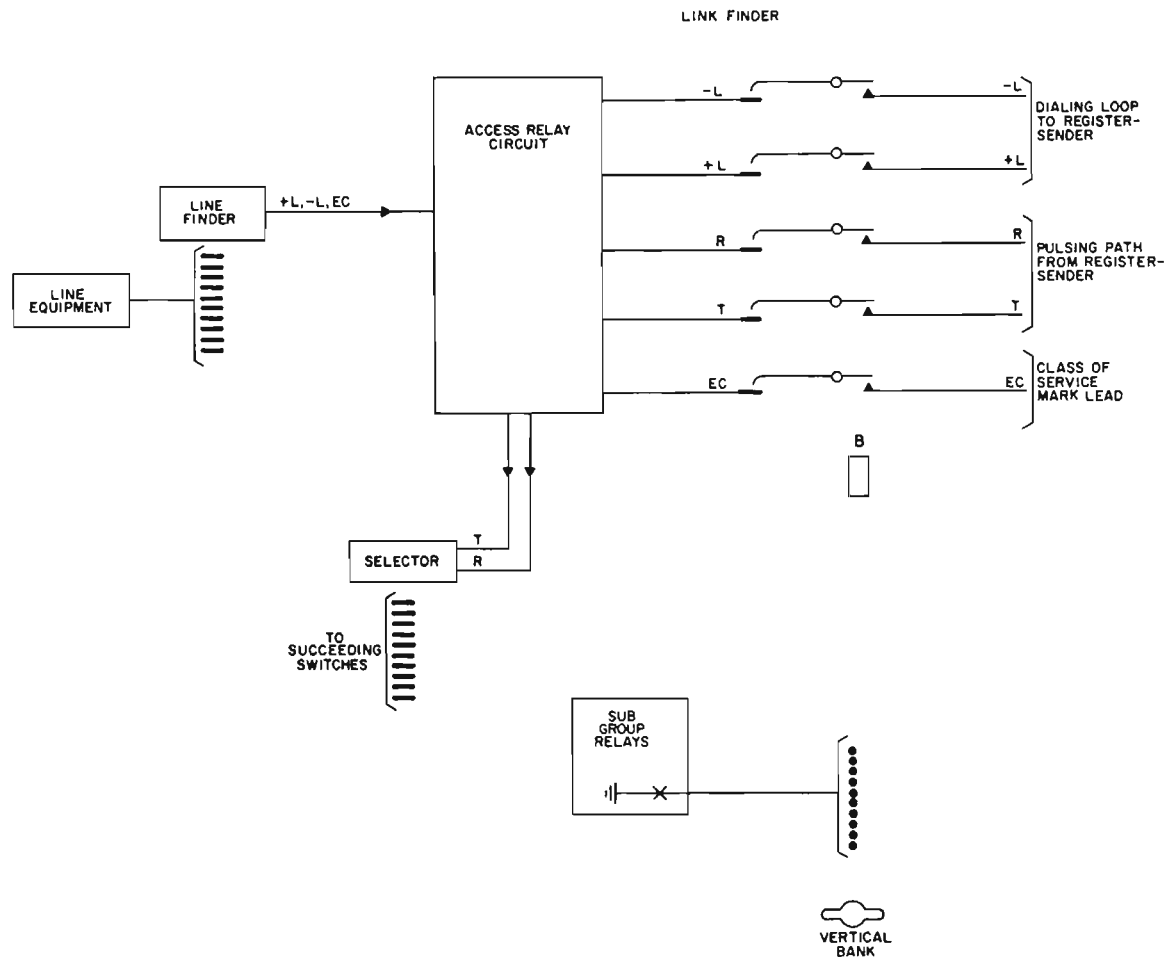 LINK FINDER
ACCESS RELAY
CIRCUIT
-L
-L
DIALING LOOP
TO REGISTER-
SENDER
+L
+L
LINE
FINDER
+L,-L,EC
R
R
PULSING PATH
FROM REGISTER-
SENDER
T
T
LINE
EQUIPMENT
EC
EC
CLASS OF
SERVICE
MARK LEAD
B
SELECTOR
T
R
TO
SUCCEEDING
SWITCHES
SUB
GROUP
RELAYS
VERTICAL
BANK